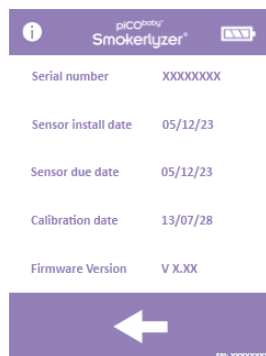 i
piCObaby™
Smokerlyzer®
Serial number XXXXXXXX
Sensor install date 05/12/23
Sensor due date 05/12/23
Calibration date 13/07/28
Firmware Version V X.XX